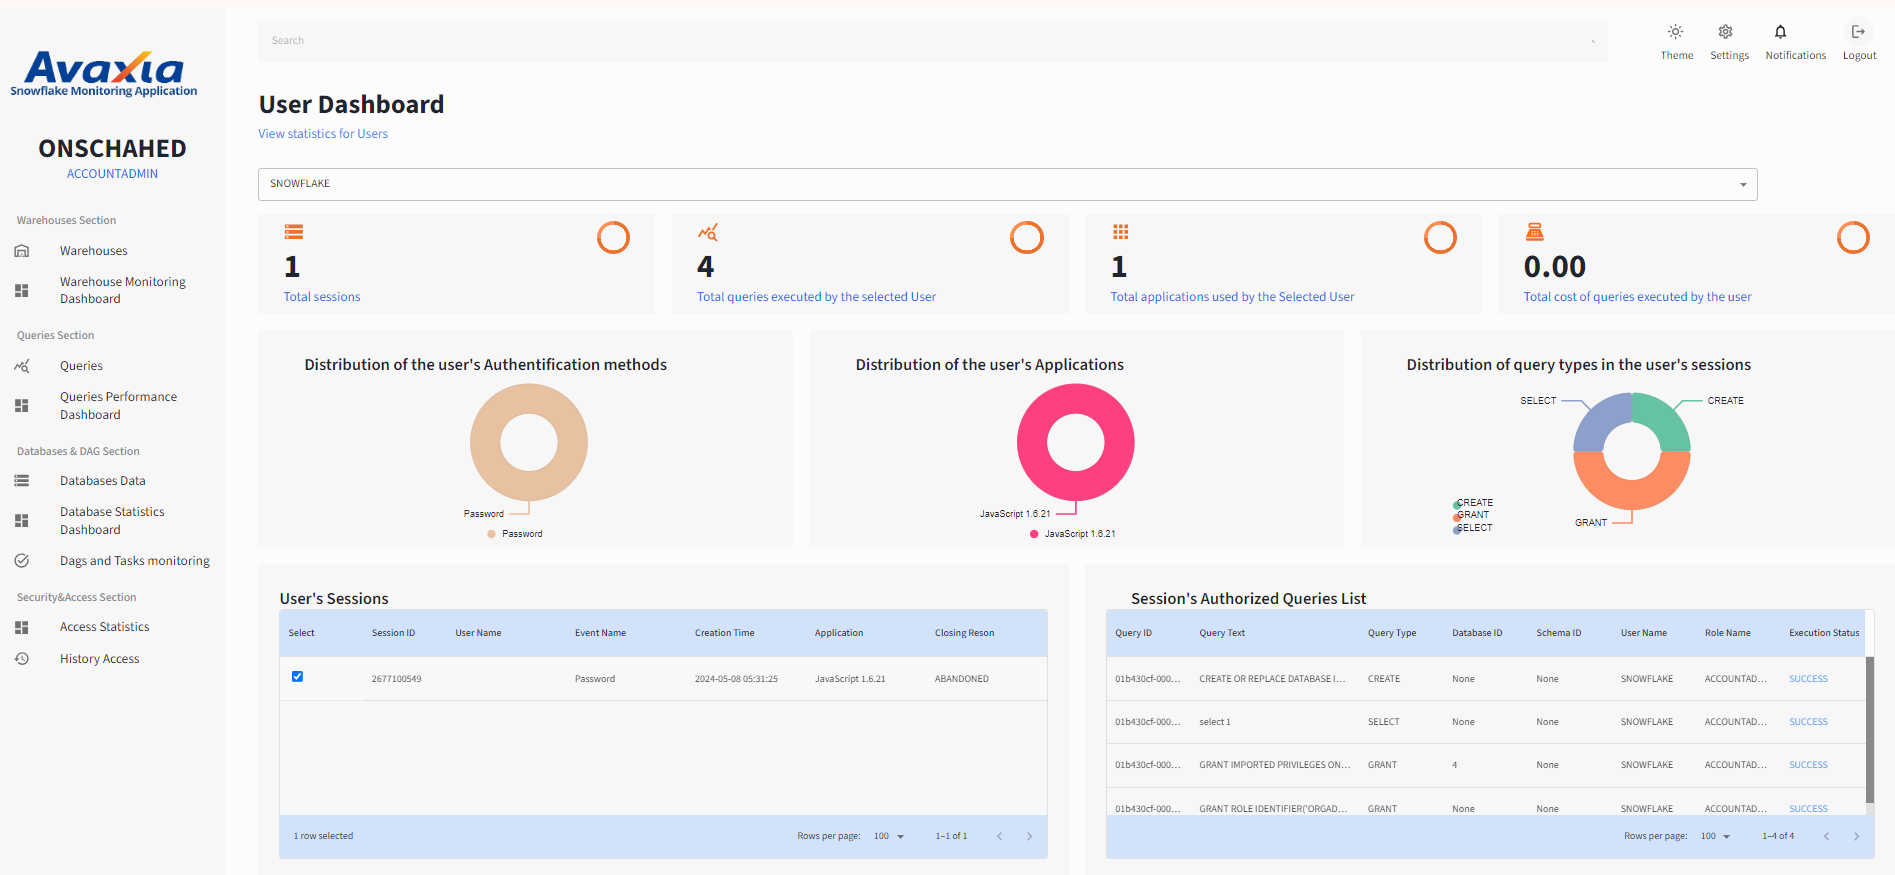 Avaxia
Snowflake Monitoring Application
ONSCHAHED
ACCOUNTADMIN
Warehouses Section
Warehouses
Warehouse Monitoring
Dashboard
Queries Section
Queries
Queries Performance
Dashboard
Databases & DAG Section
Databases Data
Database Statistics
Dashboard
Dags and Tasks monitoring
Security&Access Section
Access Statistics
History Access
Search
Theme Settings Notifications Logout
User Dashboard
View statistics for Users
SNOWFLAKE
1
Total sessions
4
Total queries executed by the selected User
1
Total applications used by the Selected User
0.00
Total cost of queries executed by the user
Distribution of the user's Authentification methods
Password
Password
Distribution of the user's Applications
JavaScript 1.6.21
JavaScript 1.6.21
Distribution of query types in the user's sessions
SELECT CREATE
GRANT
CREATE
GRANT
SELECT
User's Sessions
Select Session ID User Name Event Name Creation Time Application Closing Reson
2677100549 Password 2024-05-08 05:31:25 JavaScript 1.6.21 ABANDONED
1 row selected Rows per page: 100 1–1 of 1
Session's Authorized Queries List
Query ID Query Text Query Type Database ID Schema ID User Name Role Name Execution Status
01b430cf-000... CREATE OR REPLACE DATABASE I... CREATE None None SNOWFLAKE ACCOUNTAD... SUCCESS
01b430cf-000... select 1 SELECT None None SNOWFLAKE ACCOUNTAD... SUCCESS
01b430cf-000... GRANT IMPORTED PRIVILEGES ON... GRANT 4 None SNOWFLAKE ACCOUNTAD... SUCCESS
01b430cf-000... GRANT ROLE IDENTIFIER('ORGAD... GRANT None None SNOWFLAKE ACCOUNTAD... SUCCESS
Rows per page: 100 1–4 of 4